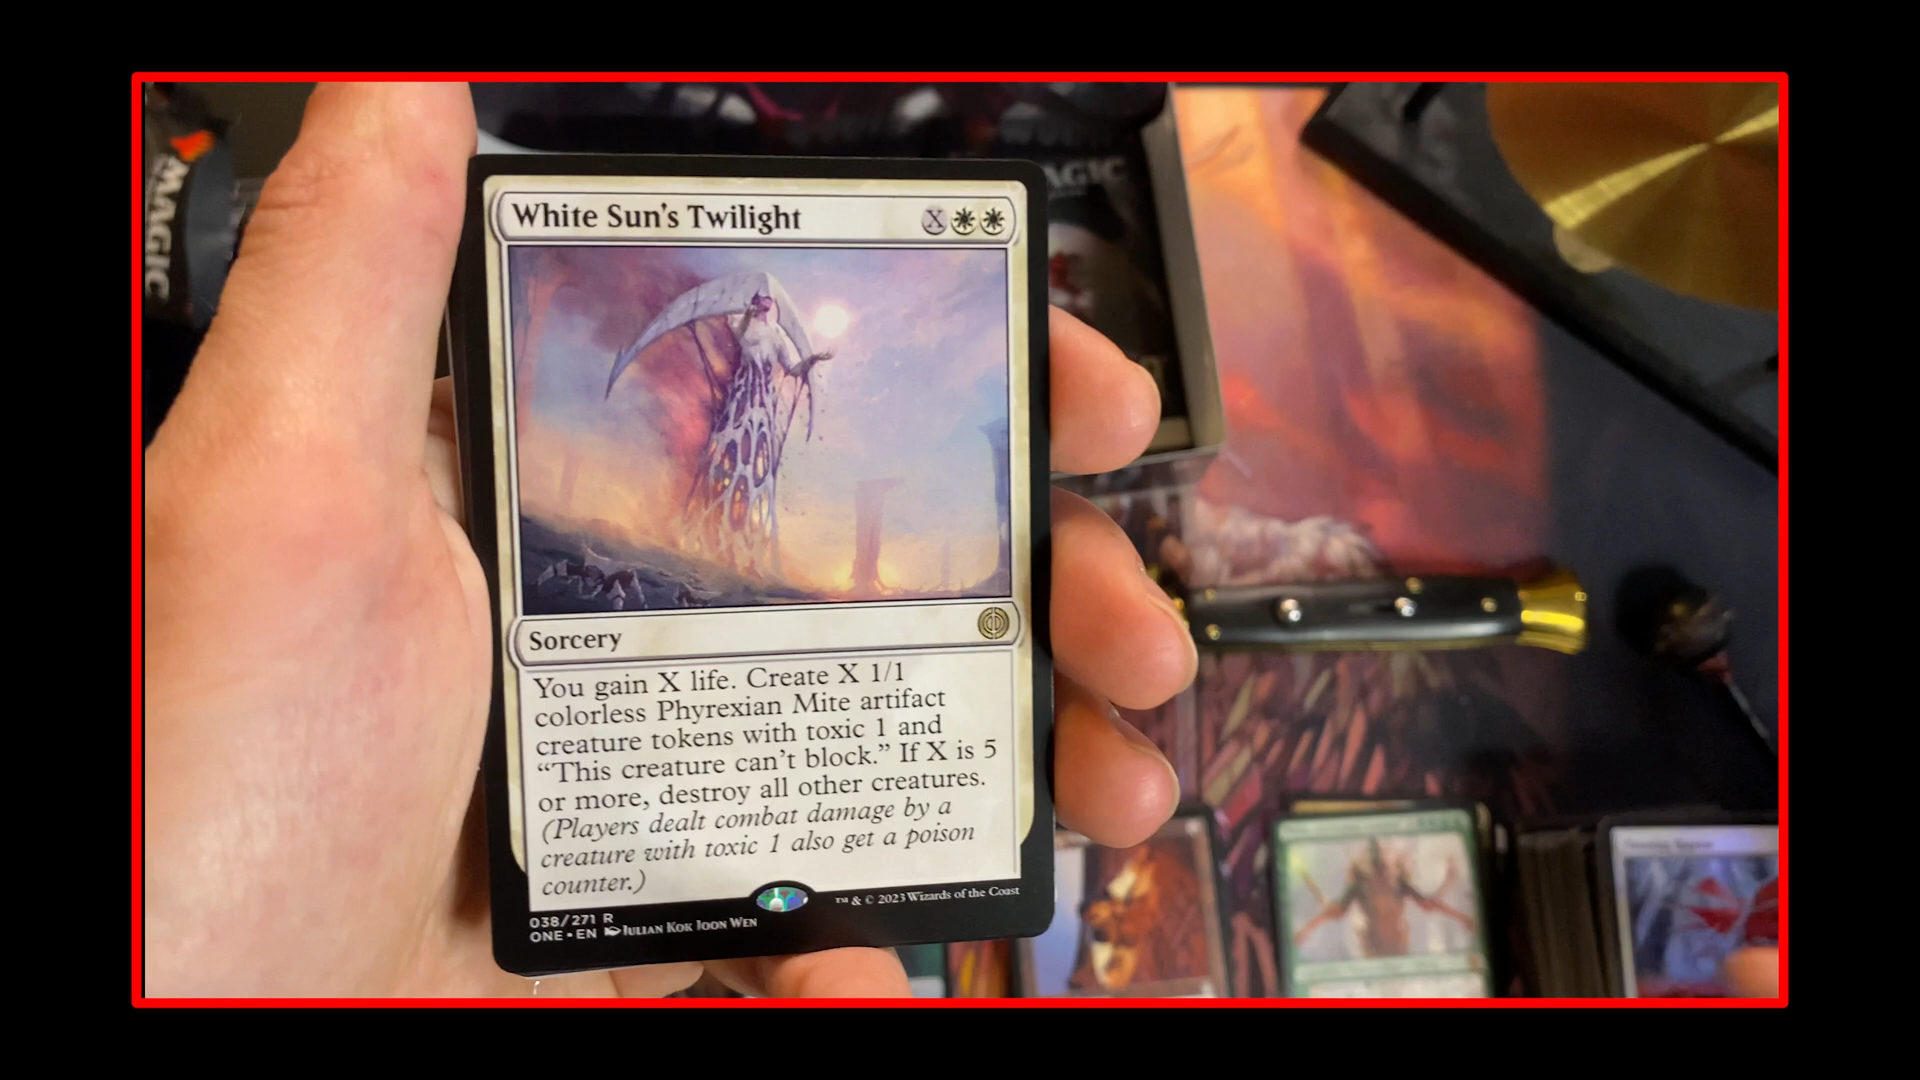 MAGIC
AGIC
White Sun's Twilight X
Sorcery
You gain X life. Create X 1/1
colorless Phyrexian Mite artifact
creature tokens with toxic 1 and
“This creature can't block.” If X is 5
or more, destroy all other creatures.
(Players dealt combat damage by a
creature with toxic 1 also get a poison
counter.)
038/271 R
ONE • EN Julian Kok Joon Wen
™ & © 2023 Wizards of the Coast